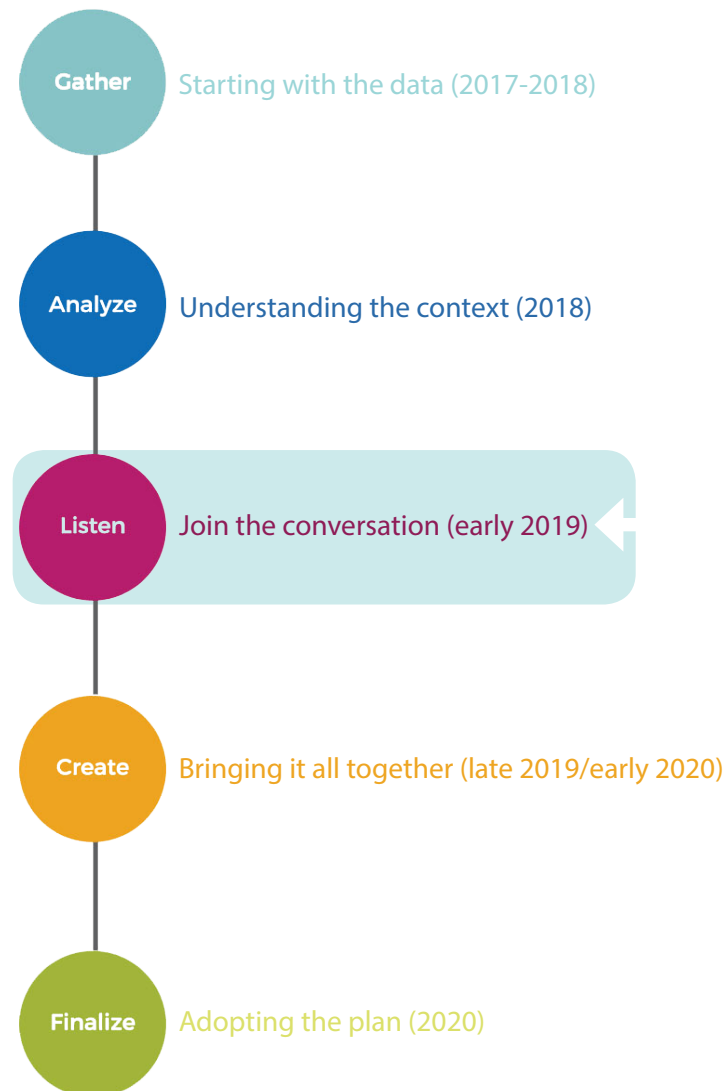 Gather
Starting with the data (2017-2018)
Analyze
Understanding the context (2018)
Listen
Join the conversation (early 2019)
Create
Bringing it all together (late 2019/early 2020)
Finalize
Adopting the plan (2020)